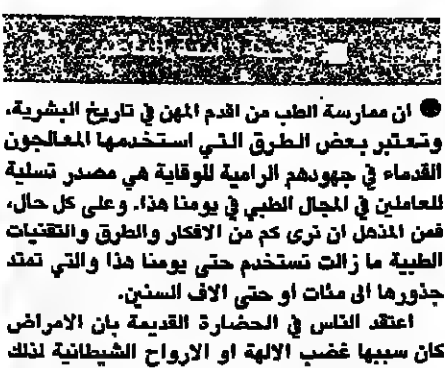 ● ان ممارسة الطب من اقدم المهن في تاريخ البشرية،
وتعتبر بعض الطرق التي استخدمها المعالجون
القدماء في جهودهم الرامية للوقاية هي مصدر تسلية
للعاملين في المجال الطبي في يومنا هذا. وعلى كل حال،
فمن المذهل ان نرى كم من الافكار والطرق والتقنيات
الطبية ما زالت تستخدم حتى يومنا هذا والتي تمتد
جذورها الى مئات او حتى الاف السنين.
اعتقد الناس في الحضارة القديمة بان الامراض
كان سببها غضب الالهة او الارواح الشيطانية لذلك